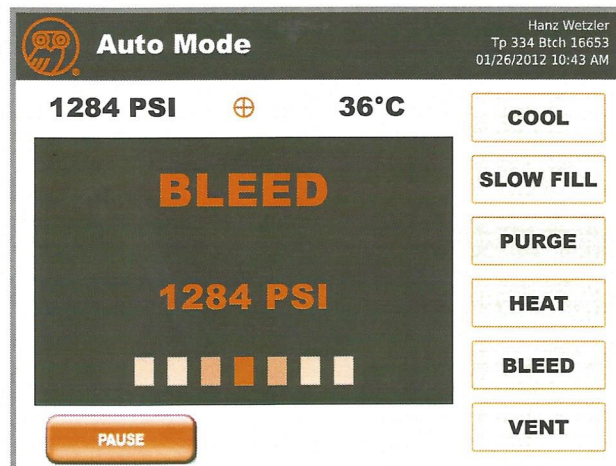 Auto Mode
Hanz Wetzler
Tp 334 Btch 16653
01/26/2012 10:43 AM
1284 PSI
36°C
BLEED
1284 PSI
PAUSE
COOL
SLOW FILL
PURGE
HEAT
BLEED
VENT